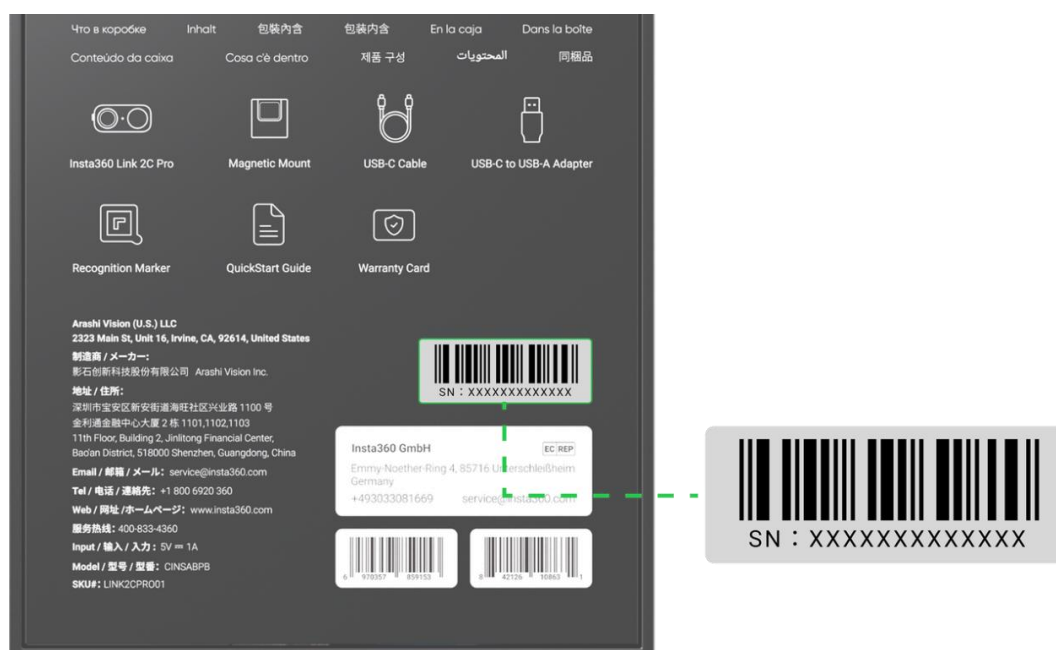 Что в коробке Inhalt 包裝內含 包装内含 En la caja Dans la boîte
Conteúdo da caixa Cosa c'è dentro 제품 구성 المحتويات 同梱品
Insta360 Link 2C Pro Magnetic Mount USB-C Cable USB-C to USB-A Adapter
Recognition Marker QuickStart Guide Warranty Card
Arashi Vision (U.S.) LLC
2323 Main St, Unit 16, Irvine, CA, 92614, United States
制造商 / メーカー:
影石创新科技股份有限公司 Arashi Vision Inc.
地址 / 住所:
深圳市宝安区新安街道海旺社区兴业路 1100 号
金利通金融中心大厦 2 栋 1101,1102,1103
11th Floor, Building 2, Jinlitong Financial Center,
Bao'an District, 518000 Shenzhen, Guangdong, China
Email / 邮箱 / メール: service@insta360.com
Tel / 电话 / 連絡先: +1 800 6920 360
Web / 网址 /ホームページ: www.insta360.com
服务热线: 400-833-4360
Input / 输入 / 入力: 5V ⎓ 1A
Model / 型号 / 型番: CINSABPB
SKU#: LINK2CPRO01
SN : XXXXXXXXXXXXXX
Insta360 GmbH EC REP
Emmy-Noether-Ring 4, 85716 Unterschleißheim
Germany
+493033081669 service@insta360.com
6 970357 859153 8 42126 10863 1
SN : XXXXXXXXXXXXXX